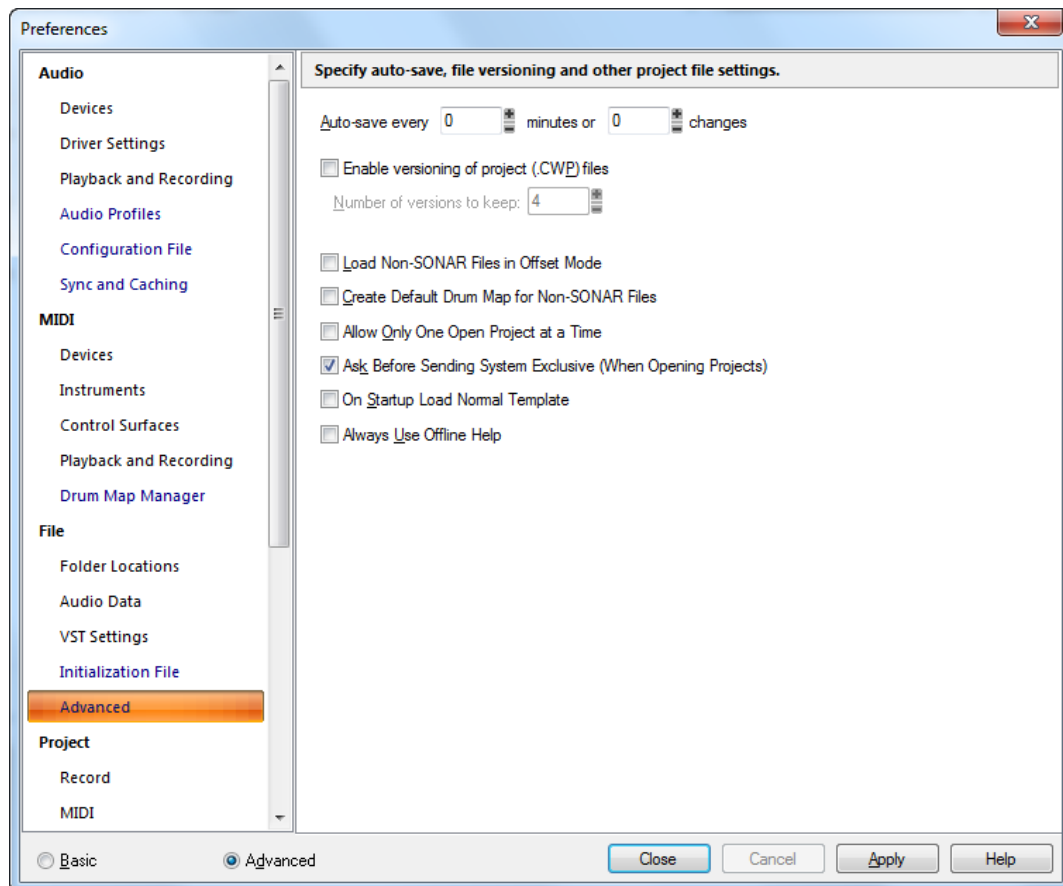 Preferences
Audio
Devices
Driver Settings
Playback and Recording
Audio Profiles
Configuration File
Sync and Caching
MIDI
Devices
Instruments
Control Surfaces
Playback and Recording
Drum Map Manager
File
Folder Locations
Audio Data
VST Settings
Initialization File
Advanced
Project
Record
MIDI
Specify auto-save, file versioning and other project file settings.
Auto-save every 0 minutes or 0 changes
Enable versioning of project (.CWP) files
Number of versions to keep: 4
Load Non-SONAR Files in Offset Mode
Create Default Drum Map for Non-SONAR Files
Allow Only One Open Project at a Time
Ask Before Sending System Exclusive (When Opening Projects)
On Startup Load Normal Template
Always Use Offline Help
Basic Advanced Close Cancel Apply Help